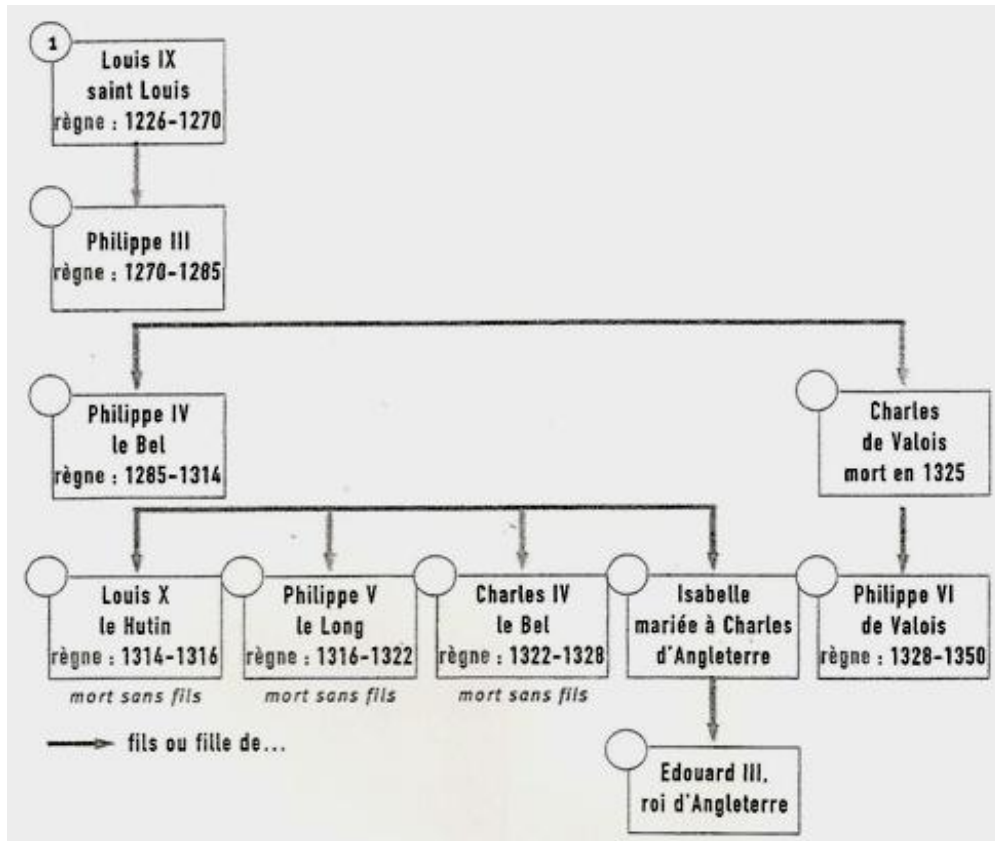 1
Louis IX
saint Louis
règne : 1226-1270
Philippe III
règne : 1270-1285
Philippe IV
le Bel
règne : 1285-1314
Charles
de Valois
mort en 1325
Louis X
le Hutin
règne : 1314-1316
mort sans fils
Philippe V
le Long
règne : 1316-1322
mort sans fils
Charles IV
le Bel
règne : 1322-1328
mort sans fils
Isabelle
mariée à Charles
d'Angleterre
Philippe VI
de Valois
règne : 1328-1350
fils ou fille de...
Edouard III,
roi d'Angleterre